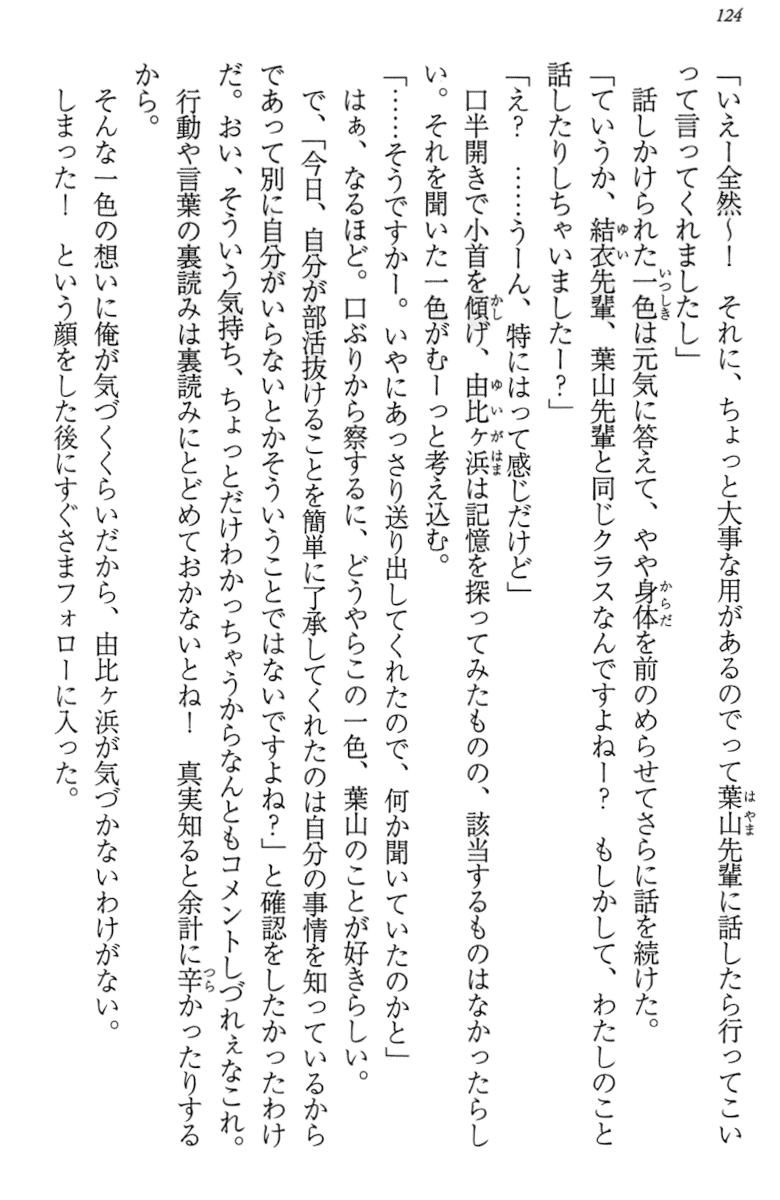 124
「いえー全然〜！　それに、ちょっと大事な用があるのでって葉山先輩に話したら行ってこい
って言ってくれましたし」
　話しかけられた一色は元気に答えて、やや身体を前のめらせてさらに話を続けた。
「ていうか、結衣先輩、葉山先輩と同じクラスなんですよねー？　もしかして、わたしのこと
話したりしちゃいましたー？」
「え？　……うーん、特にはって感じだけど」
　口半開きで小首を傾げ、由比ヶ浜は記憶を探ってみたものの、該当するものはなかったらし
い。それを聞いた一色がむーっと考え込む。
「……そうですかー。いやにあっさり送り出してくれたので、何か聞いていたのかと」
　はぁ、なるほど。口ぶりから察するに、どうやらこの一色、葉山のことが好きらしい。
　で、「今日、自分が部活抜けることを簡単に了承してくれたのは自分の事情を知っているから
であって別に自分がいらないとかそういうことではないですよね？」と確認をしたかったわけ
だ。おい、そういう気持ち、ちょっとだけわかっちゃうからなんともコメントしづれぇなこれ。
　行動や言葉の裏読みは裏読みにとどめておかないとね！　真実知ると余計に辛かったりする
から。
　そんな一色の想いに俺が気づくくらいだから、由比ヶ浜が気づかないわけがない。
　しまった！　という顔をした後にすぐさまフォローに入った。